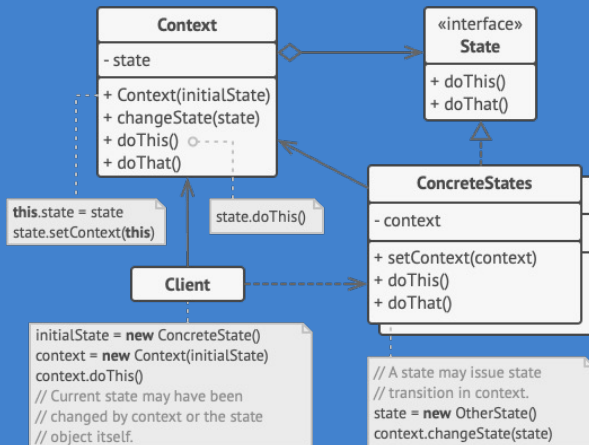 Context
- state
+ Context(initialState)
+ changeState(state)
+ doThis()
+ doThat()
«interface»
State
+ doThis()
+ doThat()
this.state = state
state.setContext(this)
state.doThis()
ConcreteStates
- context
+ setContext(context)
+ doThis()
+ doThat()
Client
initialState = new ConcreteState()
context = new Context(initialState)
context.doThis()
// Current state may have been
// changed by context or the state
// object itself.
// A state may issue state
// transition in context.
state = new OtherState()
context.changeState(state)